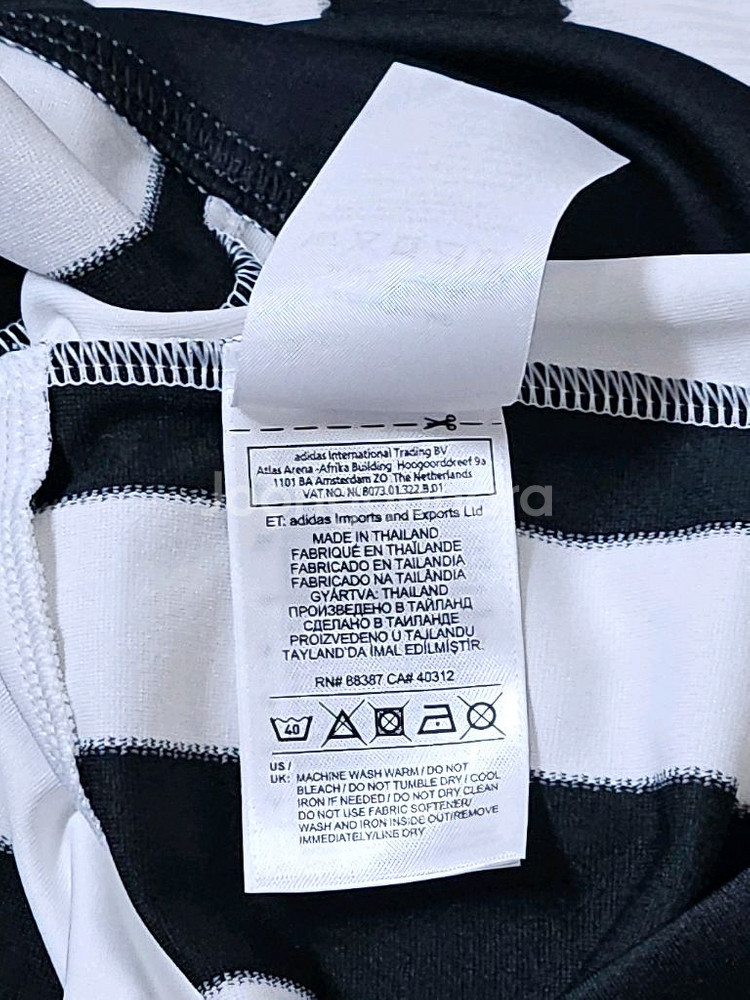 adidas International Trading BV
Atlas Arena -Afrika Building Hoogoorddreef 9a
1101 BA Amsterdam ZO The Netherlands
VAT NO. NL 8073.01.322.B.01
ET: adidas Imports and Exports Ltd
MADE IN THAILAND
FABRIQUÉ EN THAÏLANDE
FABRICADO EN TAILANDIA
FABRICADO NA TAILÂNDIA
GYÁRTVA: THAILAND
ПРОИЗВЕДЕНО В ТАЙЛАНД
СДЕЛАНО В ТАИЛАНДЕ
PROIZVEDENO U TAJLANDU
TAYLAND'DA İMAL EDİLMİŞTİR.
RN# 88387 CA# 40312
40
US /
UK: MACHINE WASH WARM / DO NOT
BLEACH / DO NOT TUMBLE DRY / COOL
IRON IF NEEDED / DO NOT DRY CLEAN
DO NOT USE FABRIC SOFTENER/
WASH AND IRON INSIDE OUT/REMOVE
IMMEDIATELY/LINE DRY